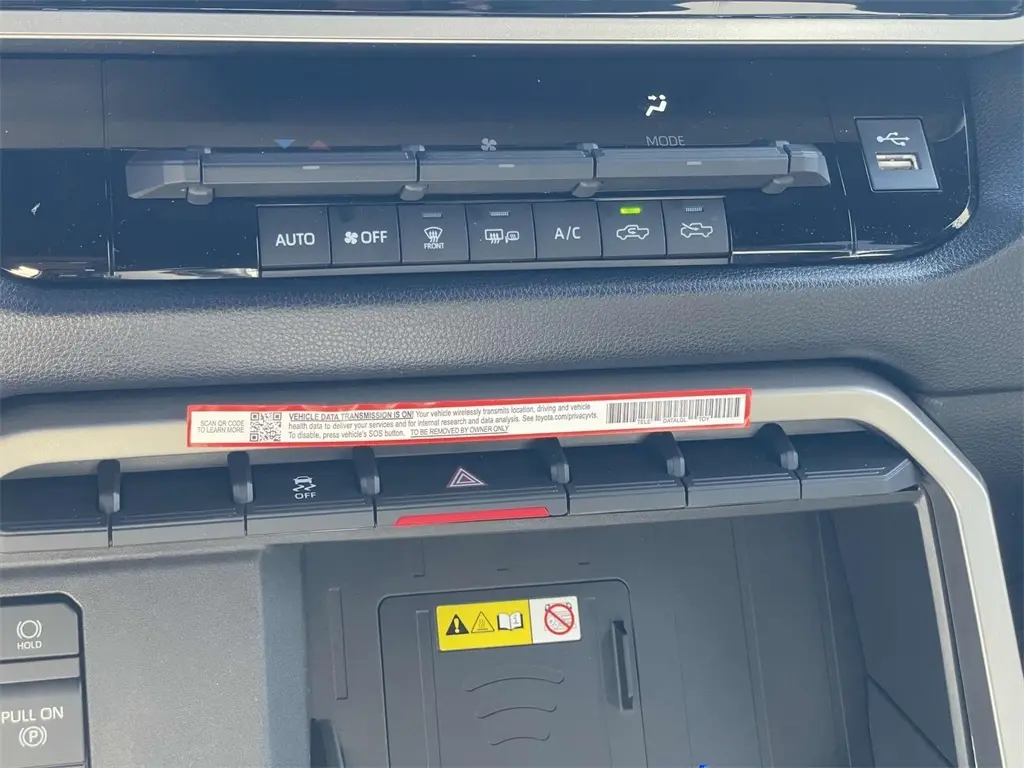 MODE
AUTO
OFF
FRONT
A/C
SCAN QR CODE
TO LEARN MORE
VEHICLE DATA TRANSMISSION IS ON! Your vehicle wirelessly transmits location, driving and vehicle
health data to deliver your services and for internal research and data analysis. See toyota.com/privacyvts.
To disable, press vehicle's SOS button. TO BE REMOVED BY OWNER ONLY
OFF
HOLD
PULL ON
P